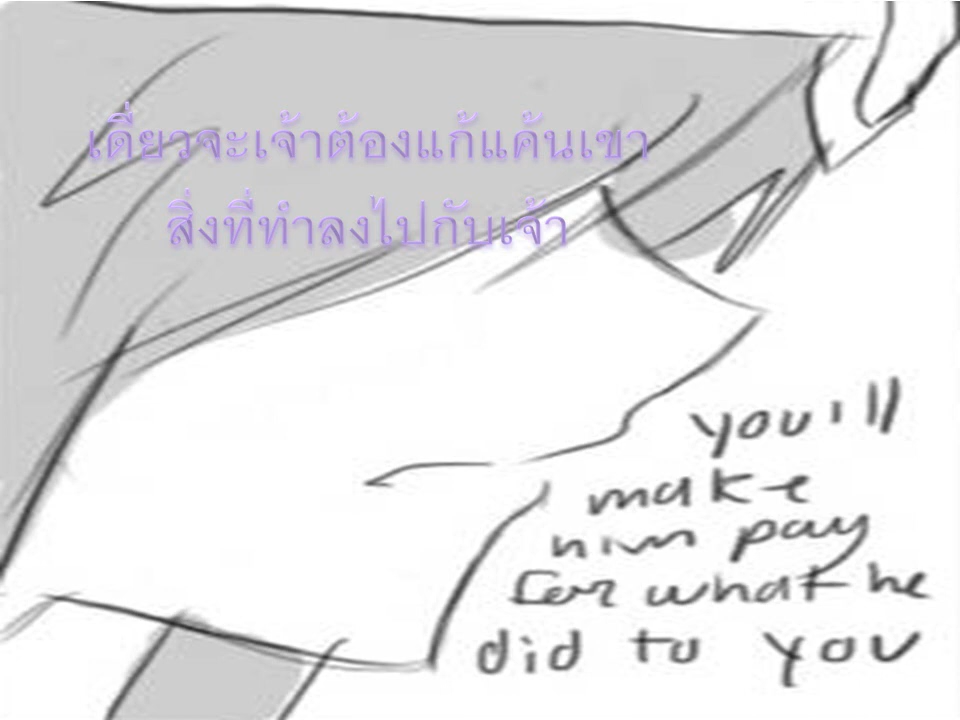 เดี๋ยวจะเจ้าต้องแก้แค้นเขา
สิ่งที่ทำลงไปกับเจ้า
you'll
make
him pay
for what he
did to you